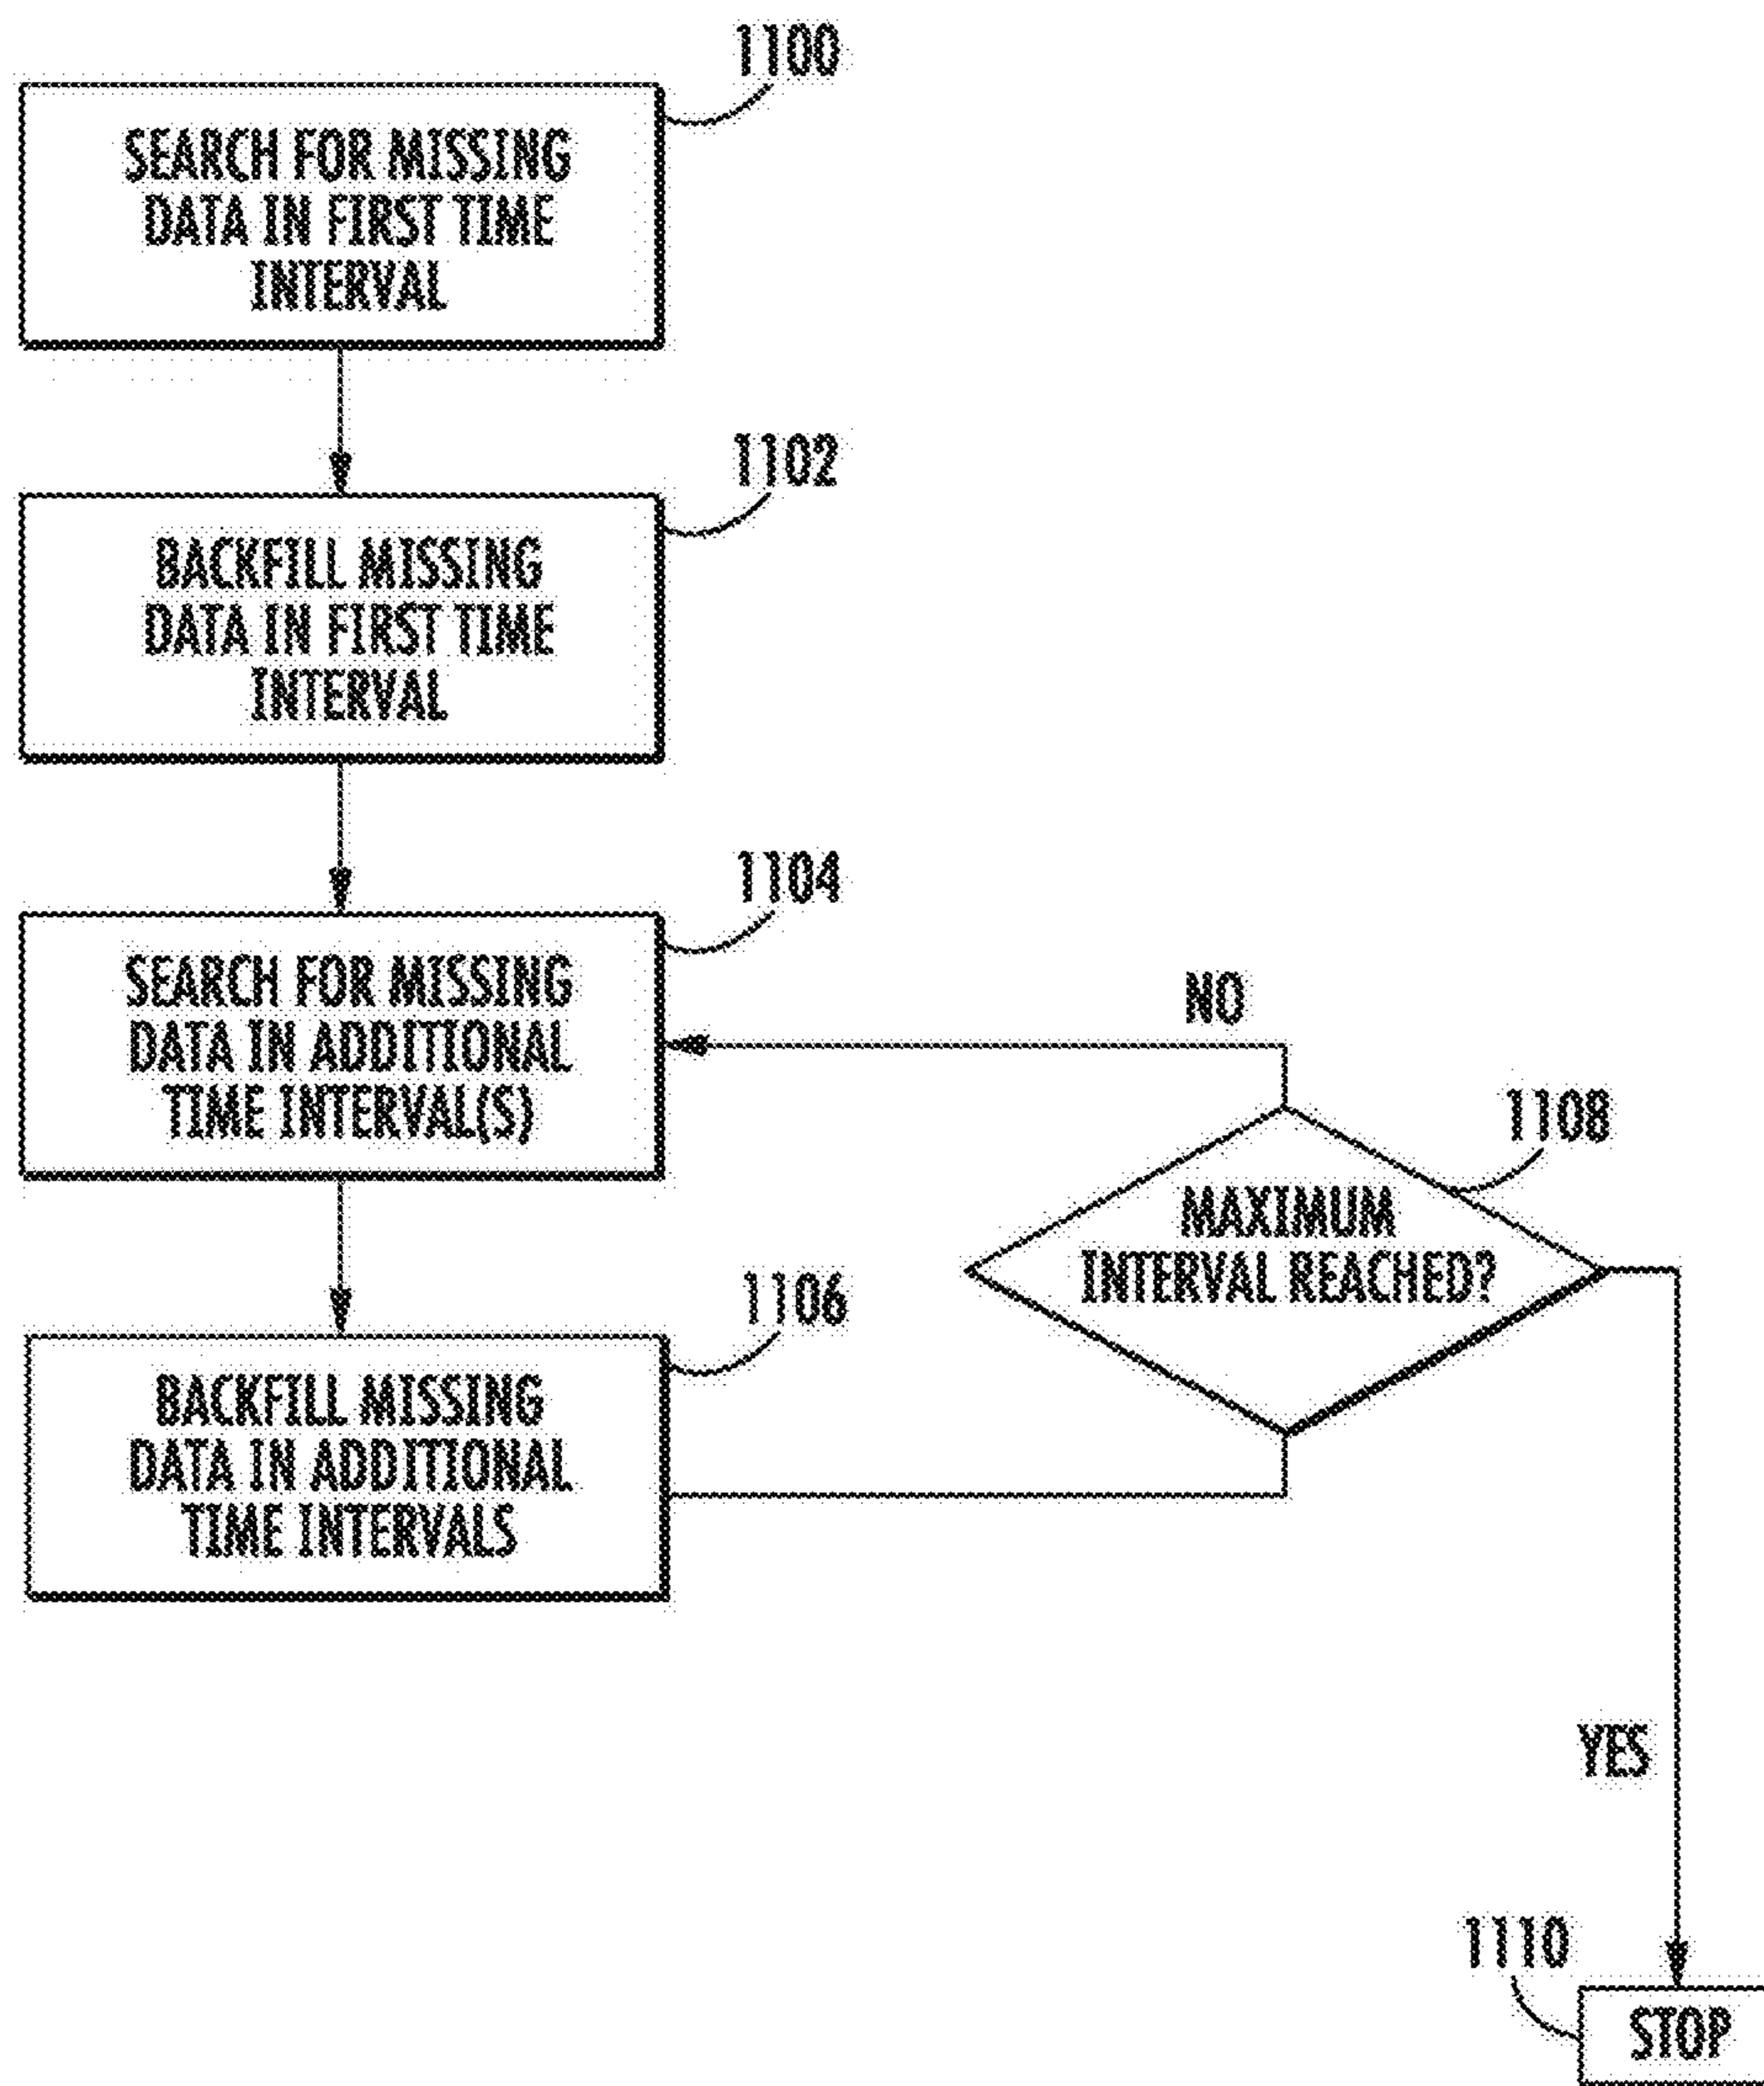 1100
SEARCH FOR MISSING
DATA IN FIRST TIME
INTERVAL
1102
BACKFILL MISSING
DATA IN FIRST TIME
INTERVAL
1104
SEARCH FOR MISSING
DATA IN ADDITIONAL
TIME INTERVAL(S)
NO
1108
MAXIMUM
INTERVAL REACHED?
1106
BACKFILL MISSING
DATA IN ADDITIONAL
TIME INTERVALS
YES
1110
STOP